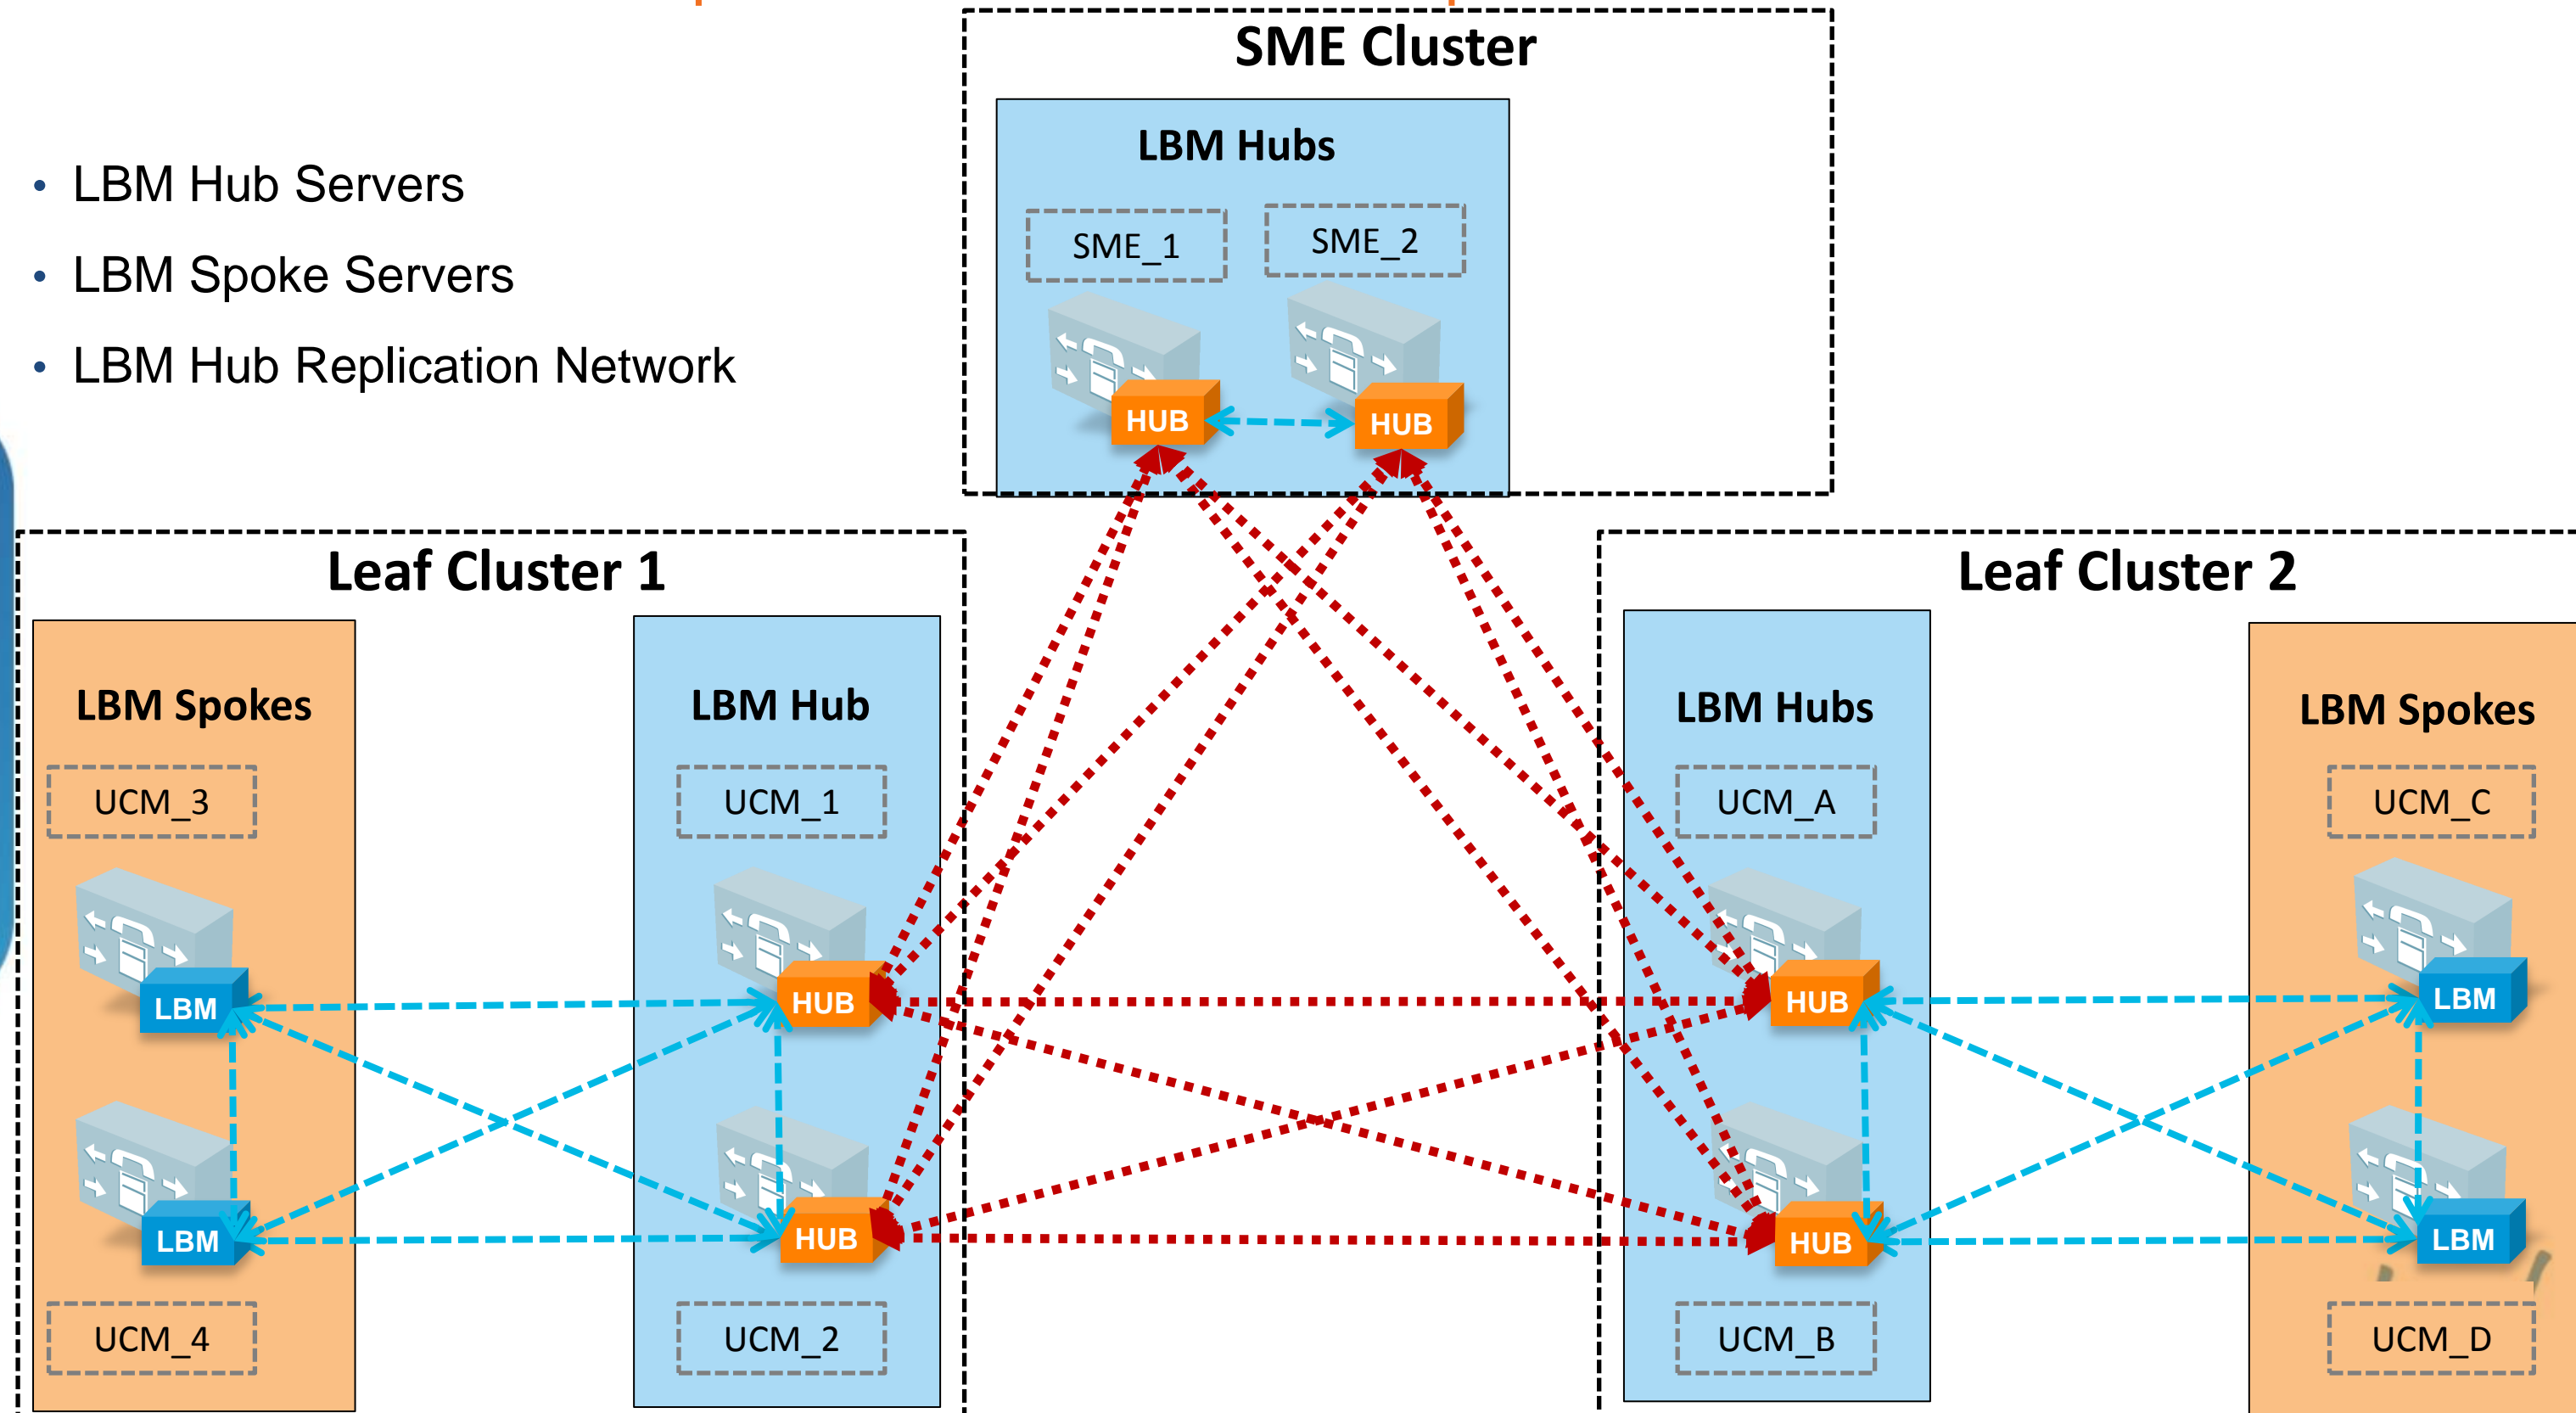 SME Cluster
LBM Hubs
SME_1
SME_2
HUB
HUB
• LBM Hub Servers
• LBM Spoke Servers
• LBM Hub Replication Network
Leaf Cluster 1
LBM Spokes
LBM Hub
UCM_3
UCM_1
LBM
HUB
LBM
HUB
UCM_4
UCM_2
Leaf Cluster 2
LBM Hubs
LBM Spokes
UCM_A
UCM_C
HUB
LBM
HUB
LBM
UCM_B
UCM_D